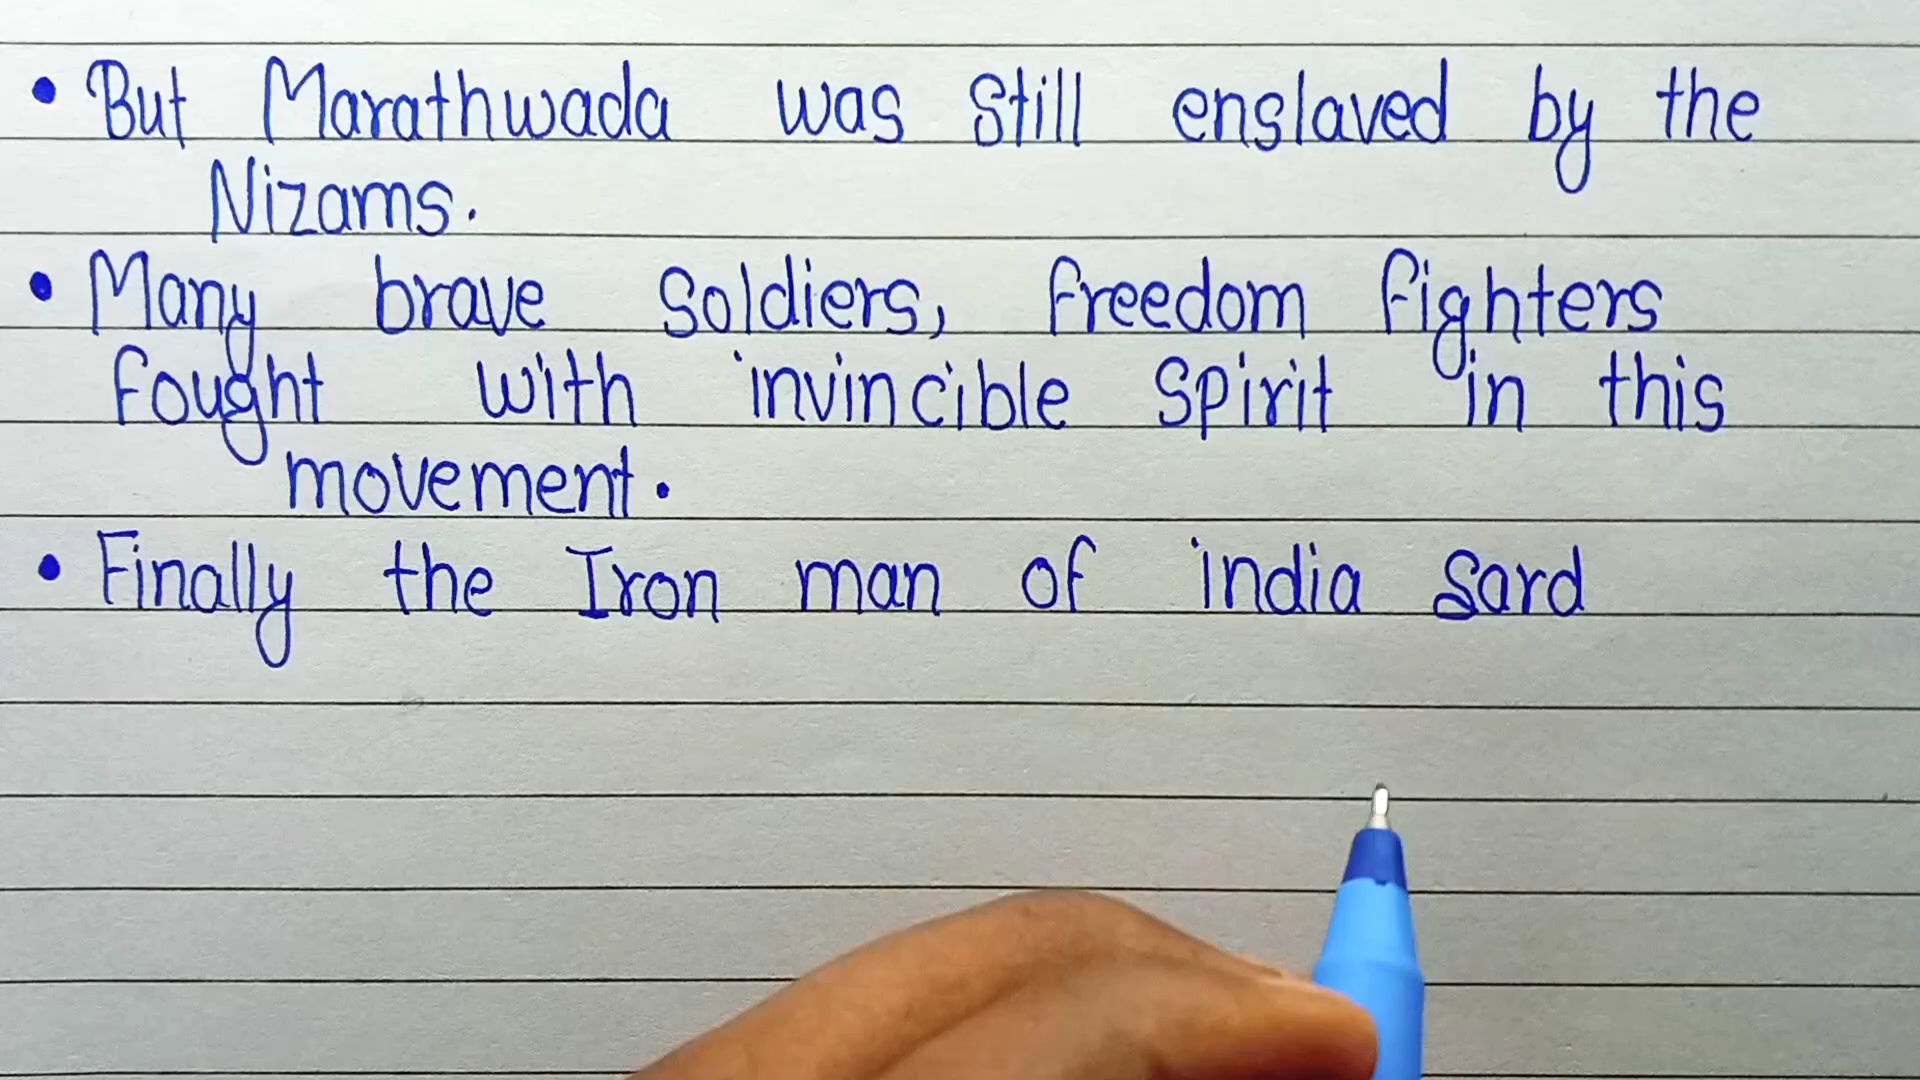 • But Marathwada was still enslaved by the
Nizams.
• Many brave soldiers, freedom fighters
fought with invincible spirit in this
movement.
• Finally the Iron man of india sard